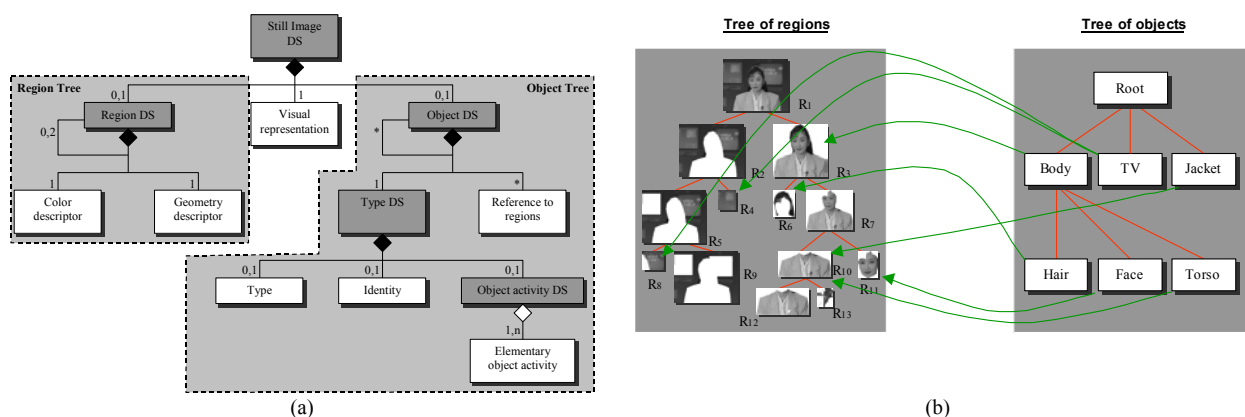 Still Image
DS
Region Tree
Object Tree
0,1
1
0,1
Region DS
Visual
representation
Object DS
0,2
*
1
1
1
*
Color
descriptor
Geometry
descriptor
Type DS
Reference to
regions
0,1
0,1
0,1
Type
Identity
Object activity DS
1,n
Elementary
object activity
(a)
Tree of regions
R1
R2
R3
R4
R6
R7
R5
R8
R9
R10
R11
R12
R13
Tree of objects
Root
Body
TV
Jacket
Hair
Face
Torso
(b)